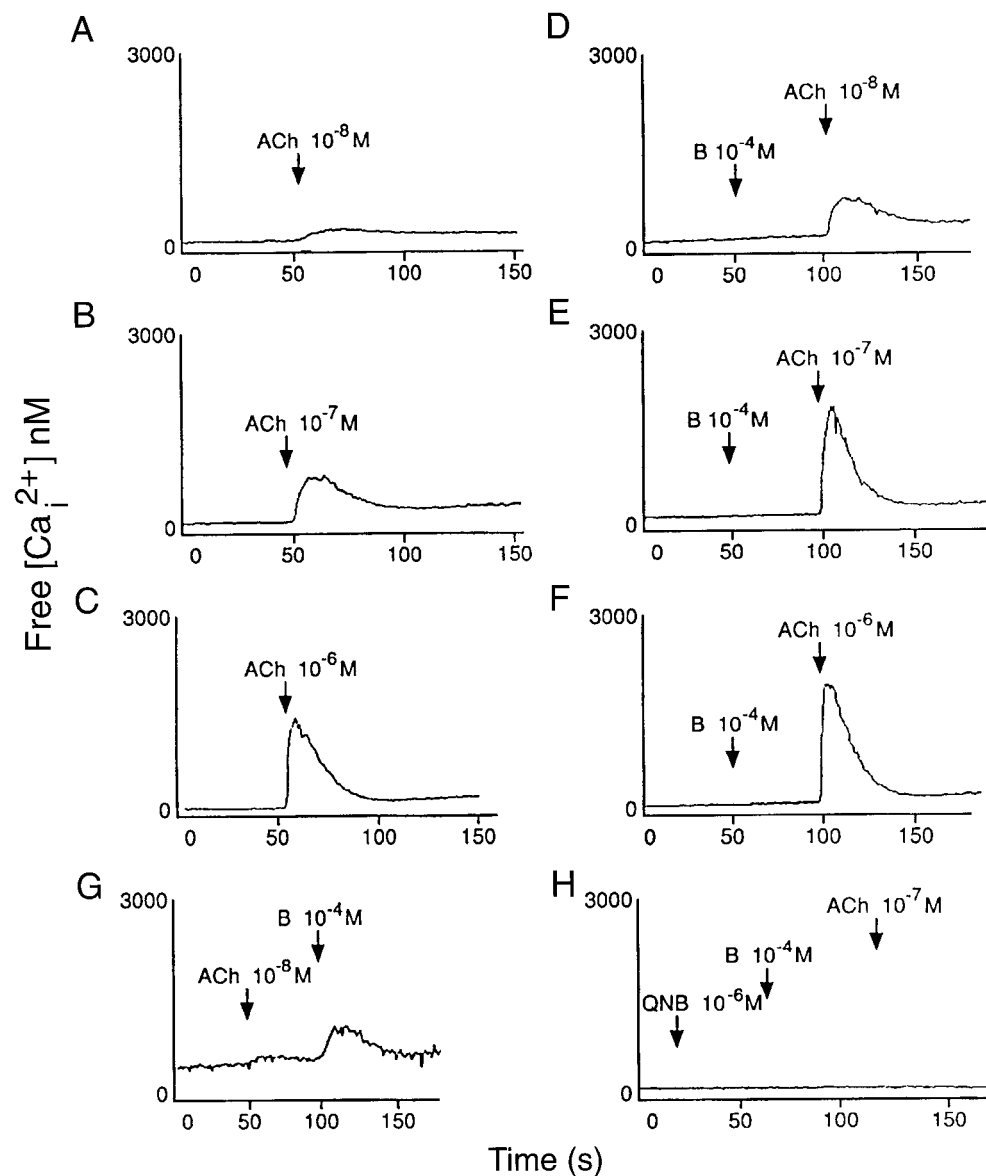 A
3000
ACh 10⁻⁸M
0
0 50 100 150
B
3000
ACh 10⁻⁷M
0
0 50 100 150
C
3000
ACh 10⁻⁶M
0
0 50 100 150
D
3000
ACh 10⁻⁸M
B 10⁻⁴M
0
0 50 100 150
E
3000
ACh 10⁻⁷M
B 10⁻⁴M
0
0 50 100 150
F
3000
ACh 10⁻⁶M
B 10⁻⁴M
0
0 50 100 150
G
3000
B 10⁻⁴M
ACh 10⁻⁸M
0
0 50 100 150
H
3000
ACh 10⁻⁷M
B 10⁻⁴M
QNB 10⁻⁶M
0
0 50 100 150
Free [Ca²⁺ᵢ] nM
Time (s)